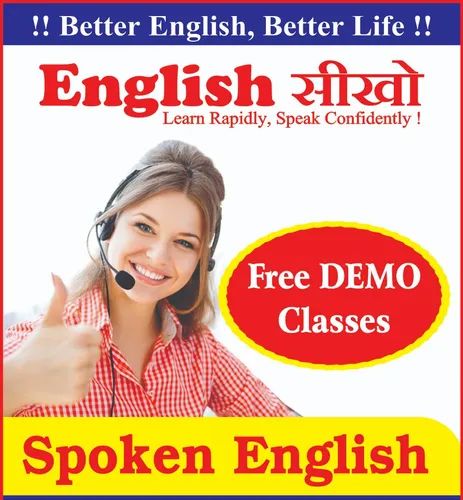 !! Better English, Better Life !!
English सीखो
Learn Rapidly, Speak Confidently !
Free DEMO
Classes
Spoken English